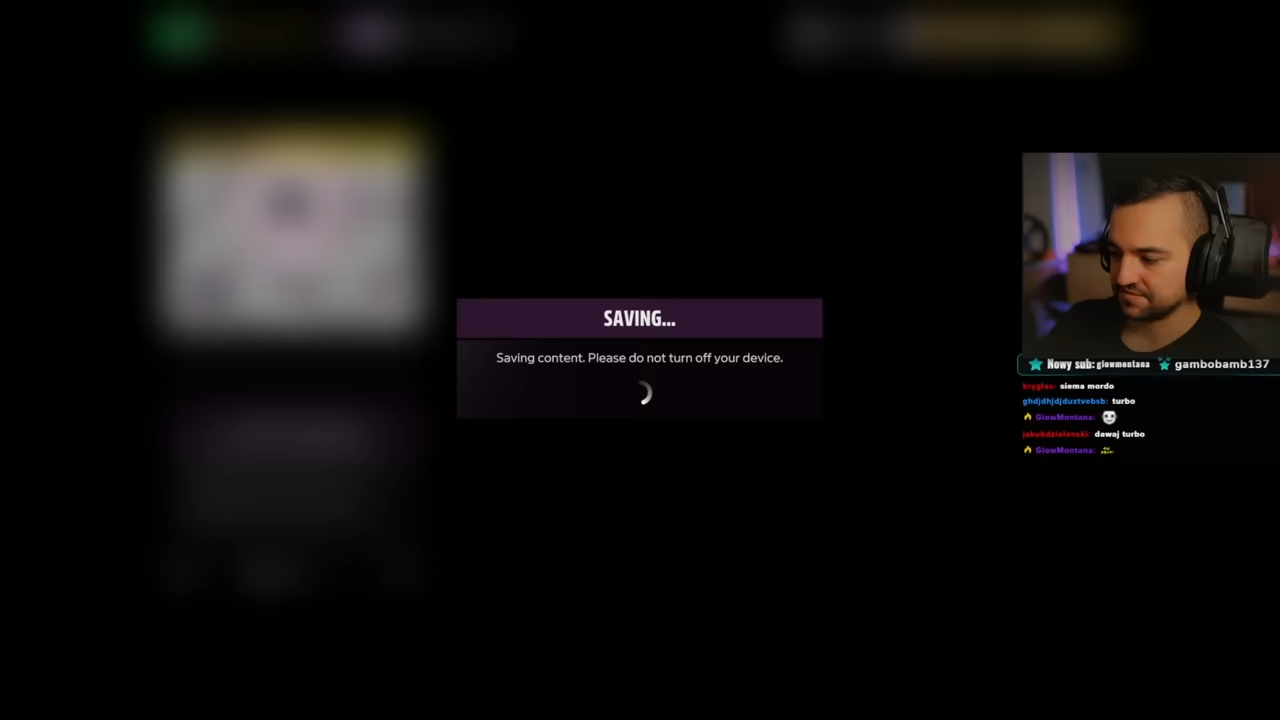 SAVING...
Saving content. Please do not turn off your device.
Nowy sub: glowmontana gambobamb137
bryglas: siema mordo
ghdjdhjdjduxtvebsb: turbo
GlowMontana:
jakubdzielenski: dawaj turbo
GlowMontana: